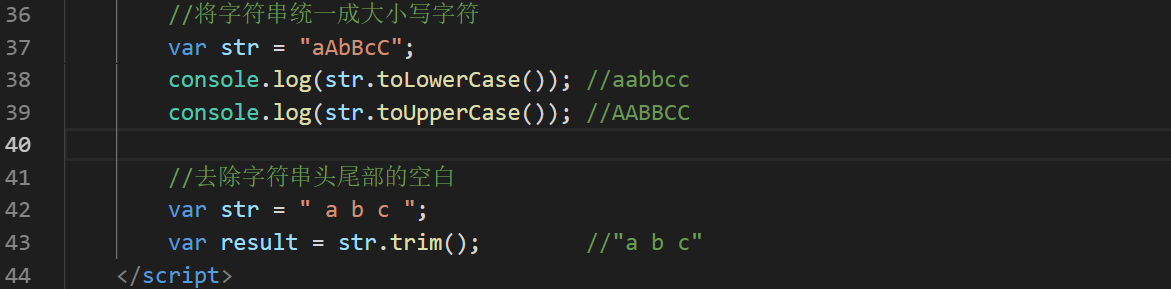 36 //将字符串统一成大小写字符
37 var str = "aAbBcC";
38 console.log(str.toLowerCase()); //aabbcc
39 console.log(str.toUpperCase()); //AABBCC
40
41 //去除字符串头尾部的空白
42 var str = " a b c ";
43 var result = str.trim(); //"a b c"
44 </script>